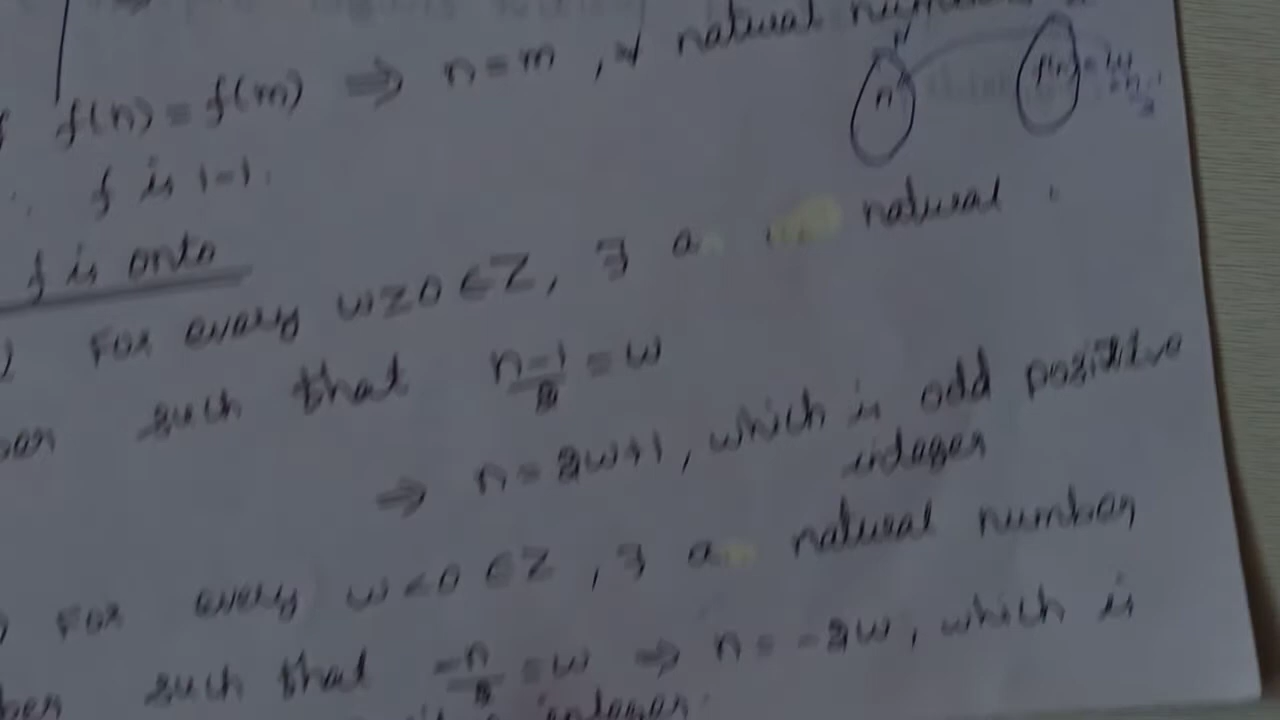 f(n) = f(m) ⇒ n = m, ∀ natural
n f(n) =
f is 1-1.
f is onto
For every w ≥ 0 ∈ Z, ∃ a natural
such that n-1/2 = w
⇒ n = 2w+1, which is odd positive
integer
For every w < 0 ∈ Z, ∃ a natural number
such that -n/2 = w ⇒ n = -2w, which is
integer.